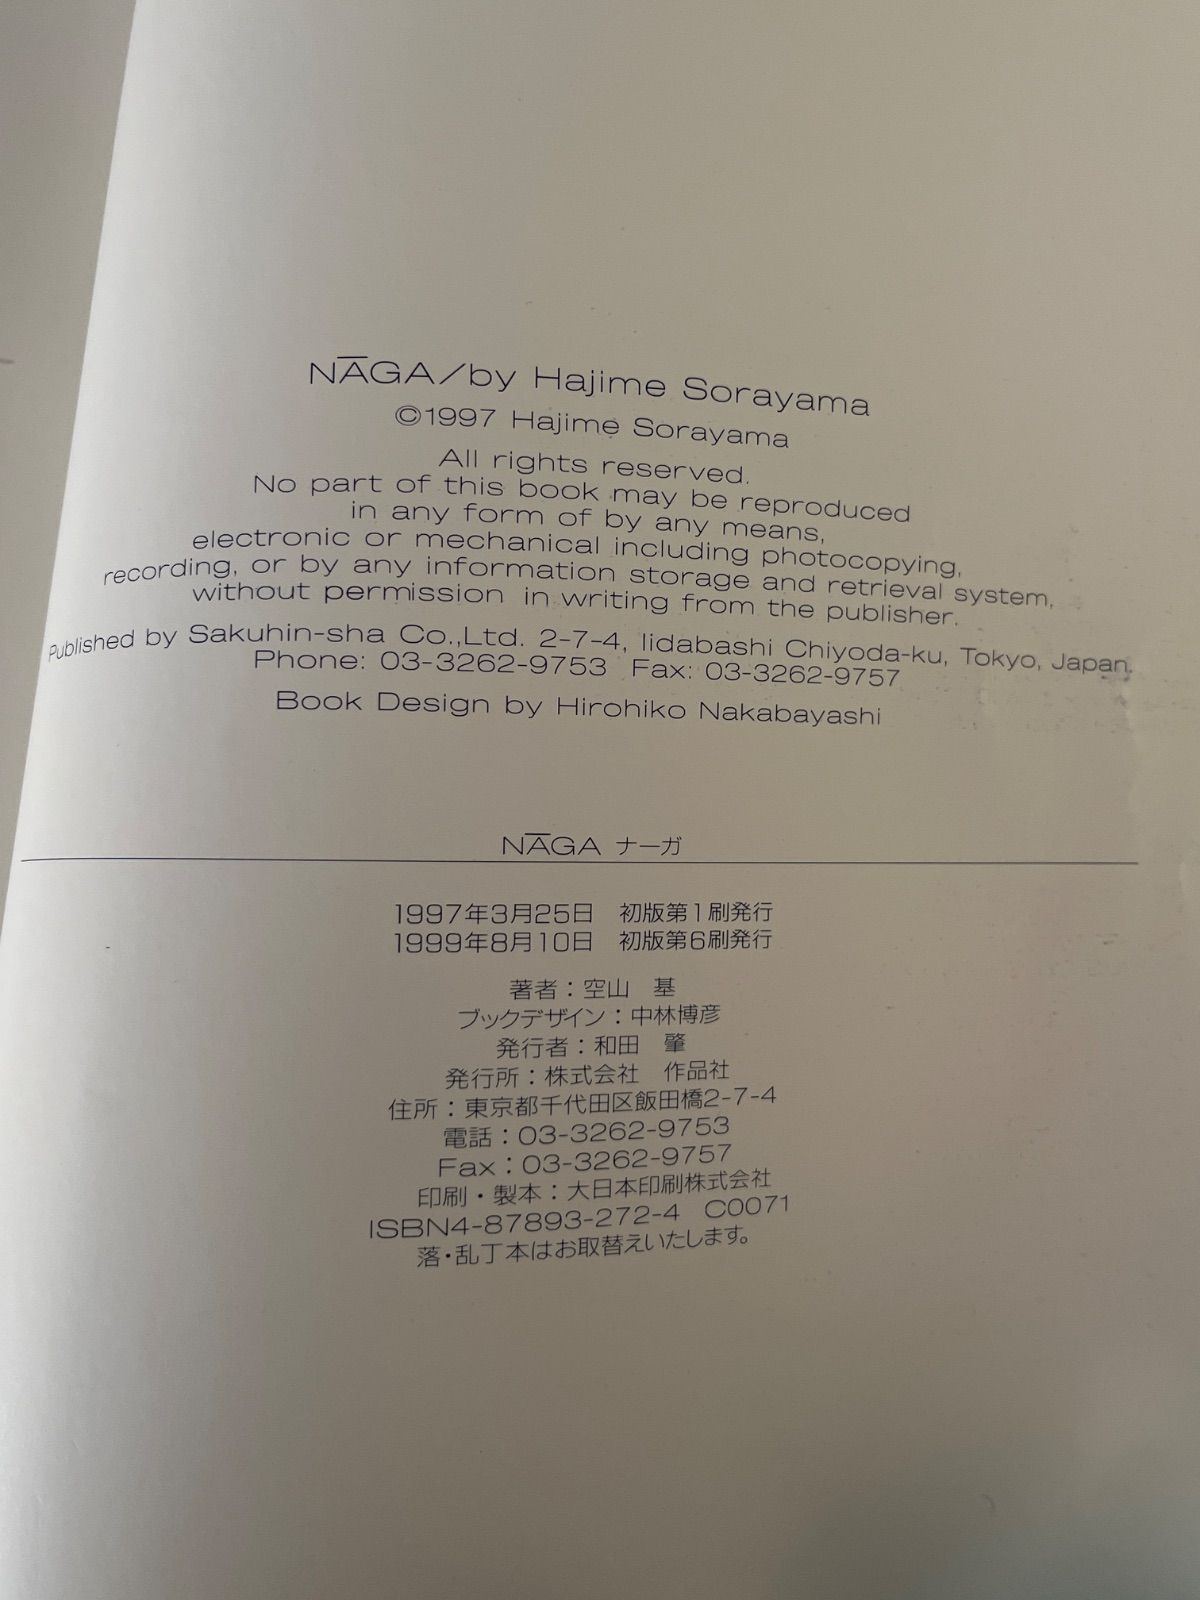 NĀGA/by Hajime Sorayama
©1997 Hajime Sorayama
All rights reserved.
No part of this book may be reproduced
in any form of by any means,
electronic or mechanical including photocopying,
recording, or by any information storage and retrieval system,
without permission in writing from the publisher.
Published by Sakuhin-sha Co.,Ltd. 2-7-4, Iidabashi Chiyoda-ku, Tokyo, Japan.
Phone: 03-3262-9753 Fax: 03-3262-9757
Book Design by Hirohiko Nakabayashi
NĀGA ナーガ
1997年3月25日 初版第1刷発行
1999年8月10日 初版第6刷発行
著者：空山 基
ブックデザイン：中林博彦
発行者：和田 肇
発行所：株式会社 作品社
住所：東京都千代田区飯田橋2-7-4
電話：03-3262-9753
Fax：03-3262-9757
印刷・製本：大日本印刷株式会社
ISBN4-87893-272-4 C0071
落・乱丁本はお取替えいたします。